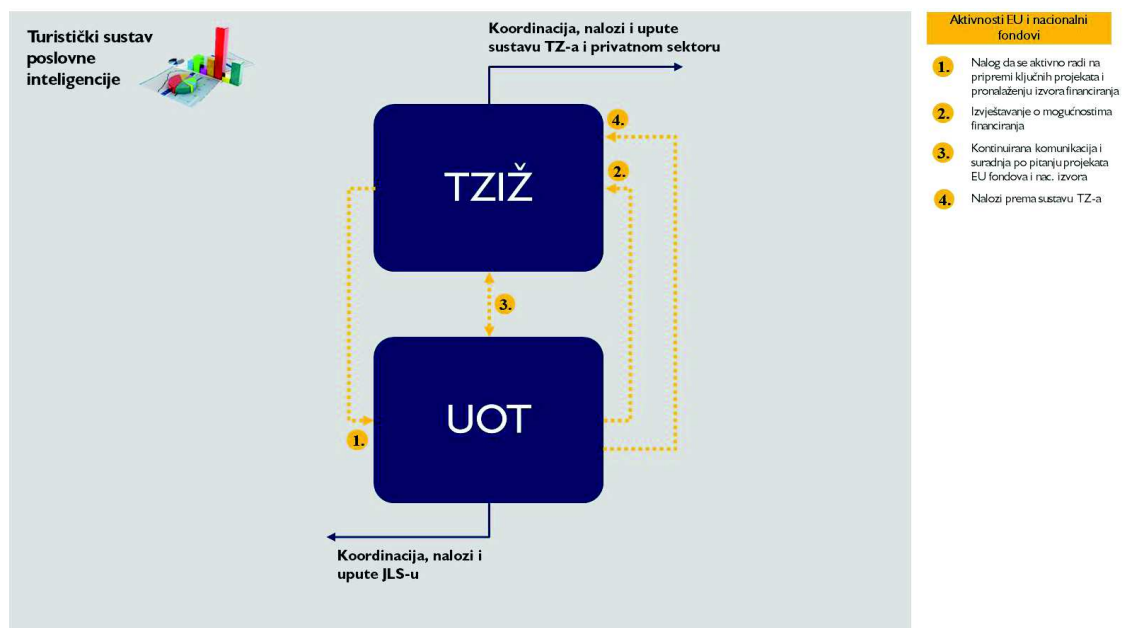 Turistički sustav
poslovne
inteligencije
Koordinacija, nalozi i upute
sustavu TZ-a i privatnom sektoru
4.
TZIŽ
2.
3.
UOT
1.
Koordinacija, nalozi i
upute JLS-u
Aktivnosti EU i nacionalni
fondovi
1. Nalog da se aktivno radi na
pripremi ključnih projekata i
pronalaženju izvora financiranja
2. Izvještavanje o mogućnostima
financiranja
3. Kontinuirana komunikacija i
suradnja po pitanju projekata
EU fondova i nac. izvora
4. Nalozi prema sustavu TZ-a